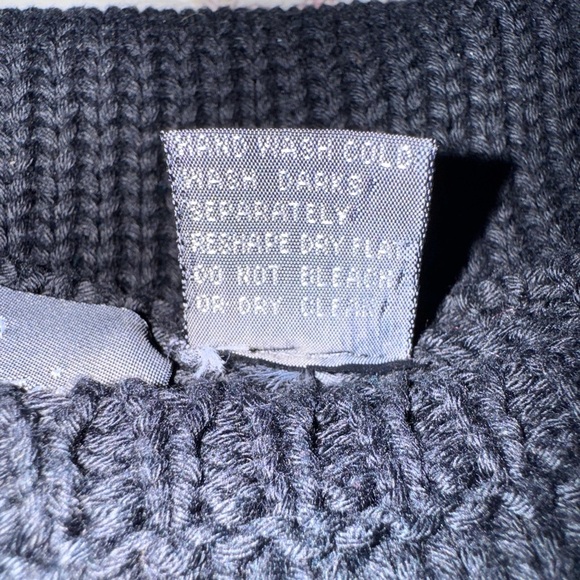 HAND WASH COLD
WASH DARKS
SEPARATELY
RESHAPE DRY FLAT
DO NOT BLEACH
OR DRY CLEAN